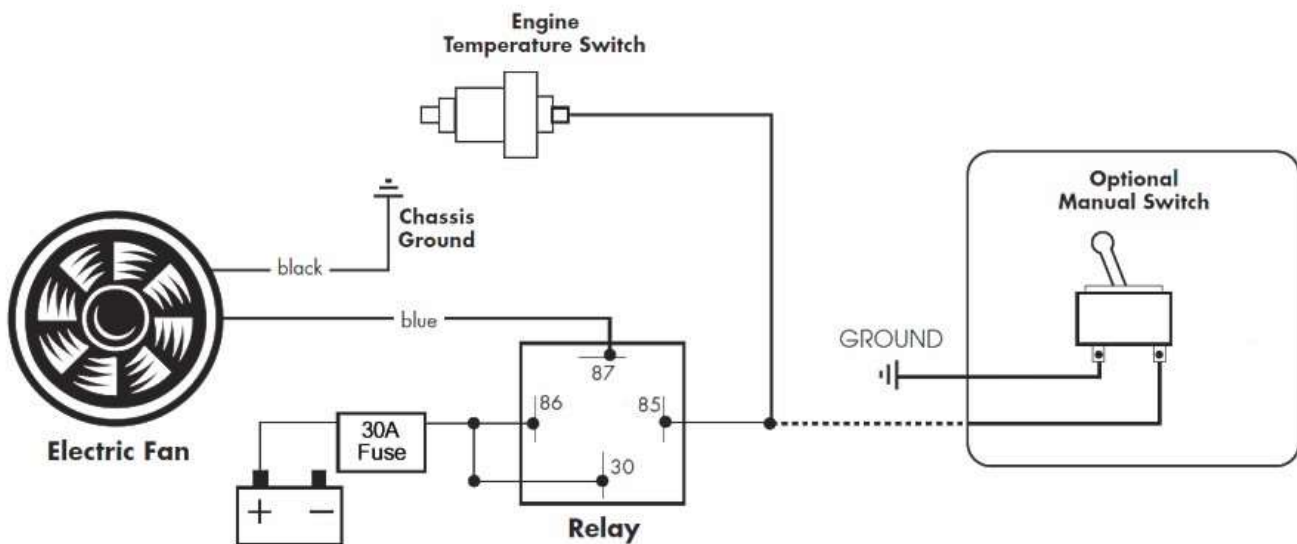 Engine
Temperature Switch
Optional
Manual Switch
Chassis
Ground
black
blue
GROUND
87
86
85
30A
Fuse
30
Electric Fan
+ −
Relay